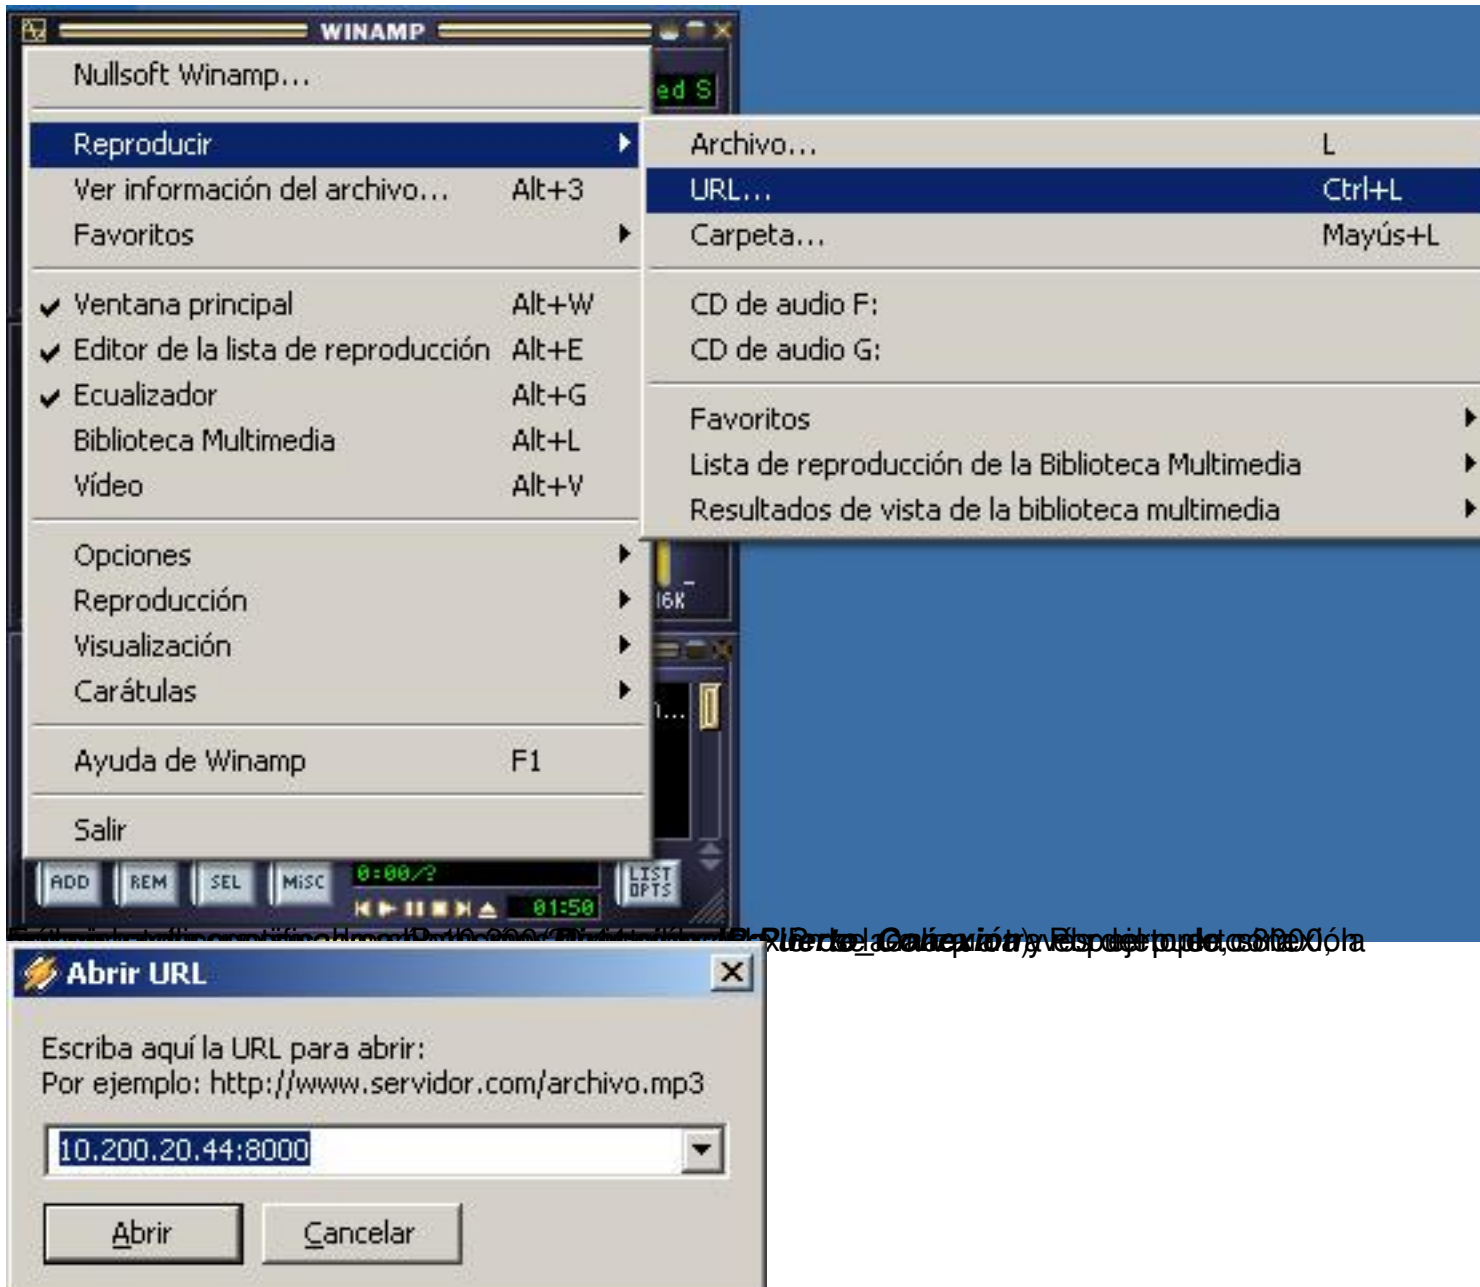 WINAMP
Nullsoft Winamp...
ed S
Reproducir
Ver información del archivo... Alt+3
Favoritos
Ventana principal Alt+W
Editor de la lista de reproducción Alt+E
Ecualizador Alt+G
Biblioteca Multimedia Alt+L
Vídeo Alt+V
Opciones
Reproducción
Visualización
Carátulas
Ayuda de Winamp F1
Salir
Archivo... L
URL... Ctrl+L
Carpeta... Mayús+L
CD de audio F:
CD de audio G:
Favoritos
Lista de reproducción de la Biblioteca Multimedia
Resultados de vista de la biblioteca multimedia
16K
ADD REM SEL MISC 0:00/? LIST OPTS
01:50
Abrir URL
Escriba aquí la URL para abrir:
Por ejemplo: http://www.servidor.com/archivo.mp3
10.200.20.44:8000
Abrir Cancelar